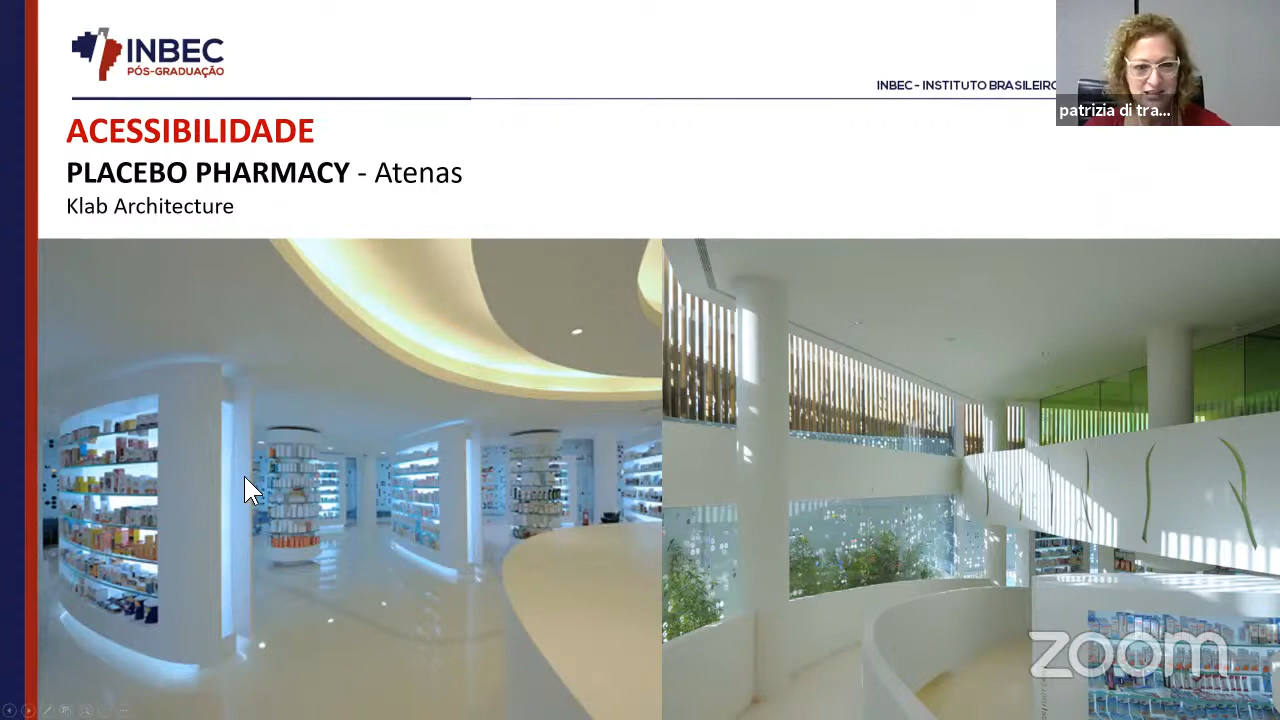 INBEC
PÓS-GRADUAÇÃO
INBEC - INSTITUTO BRASILEIRO
patrizia di tra...
ACESSIBILIDADE
PLACEBO PHARMACY - Atenas
Klab Architecture
zoom